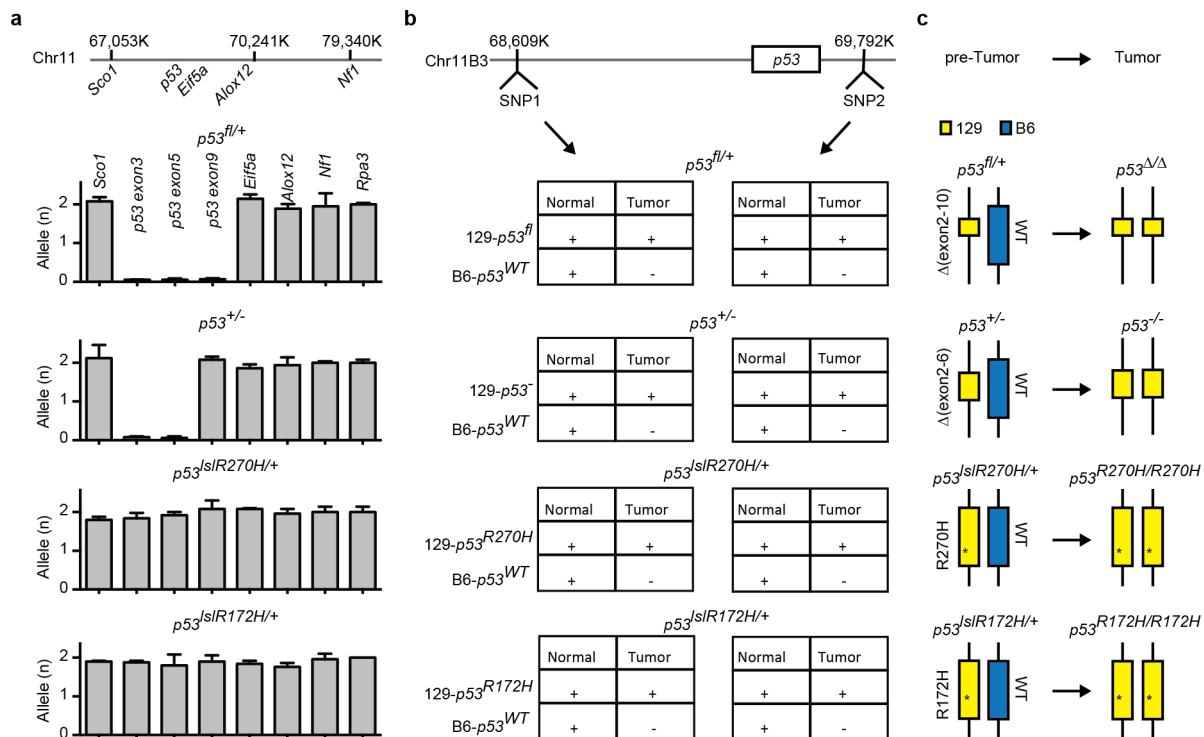 a
67,053K 70,241K 79,340K
Chr11
Sco1 p53 Eif5a Alox12 Nf1
p53fl/+
Sco1 p53 exon3 p53 exon5 p53 exon9 Eif5a Alox12 Nf1 Rpa3
Allele (n)
2
1
0
p53+/-
Allele (n)
2
1
0
p53lslR270H/+
Allele (n)
2
1
0
p53lslR172H/+
Allele (n)
2
1
0
b
68,609K 69,792K
Chr11B3 p53
SNP1 SNP2
p53fl/+
Normal Tumor Normal Tumor
129-p53fl + + + +
B6-p53WT + - + -
p53+/-
Normal Tumor Normal Tumor
129-p53- + + + +
B6-p53WT + - + -
p53lslR270H/+
Normal Tumor Normal Tumor
129-p53R270H + + + +
B6-p53WT + - + -
p53lslR172H/+
Normal Tumor Normal Tumor
129-p53R172H + + + +
B6-p53WT + - + -
c
pre-Tumor Tumor
129 B6
p53fl/+ p53Δ/Δ
Δ(exon2-10) WT
p53+/- p53-/-
Δ(exon2-6) WT
p53lslR270H/+ p53R270H/R270H
R270H * WT * *
p53lslR172H/+ p53R172H/R172H
R172H * WT * *